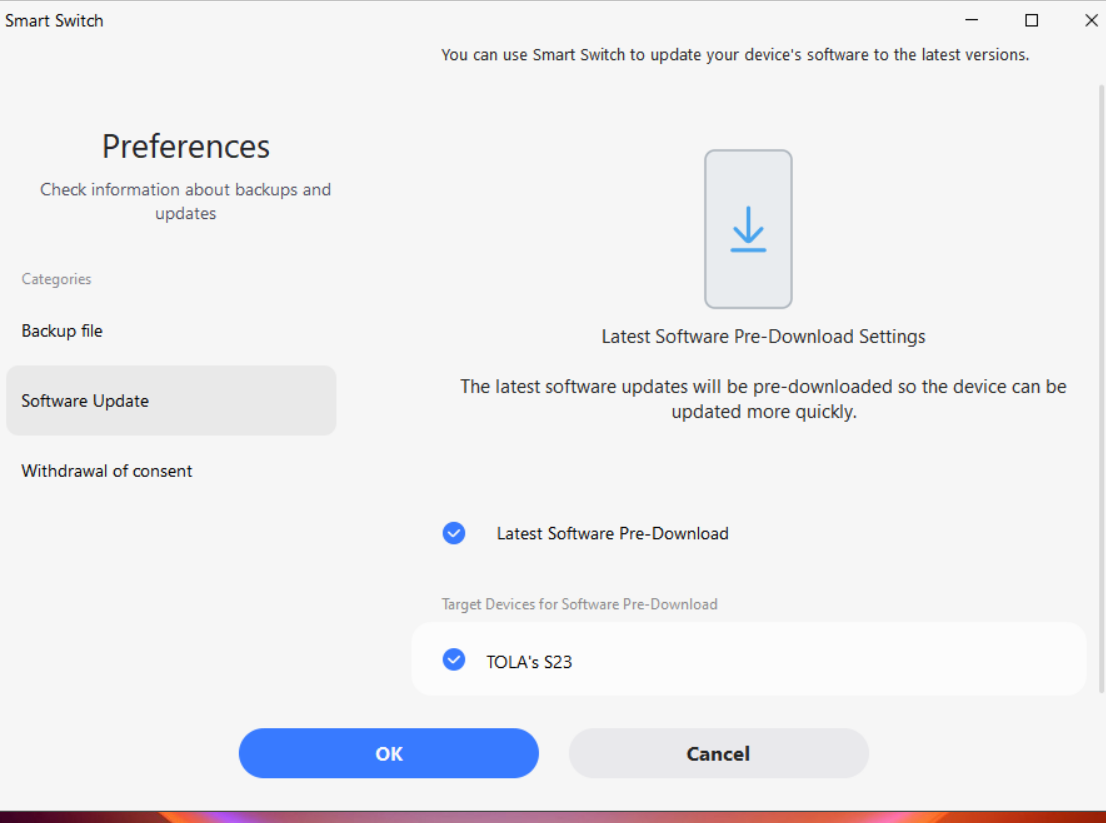 Smart Switch
You can use Smart Switch to update your device's software to the latest versions.
Preferences
Check information about backups and
updates
Categories
Backup file
Software Update
Withdrawal of consent
Latest Software Pre-Download Settings
The latest software updates will be pre-downloaded so the device can be
updated more quickly.
Latest Software Pre-Download
Target Devices for Software Pre-Download
TOLA's S23
OK
Cancel